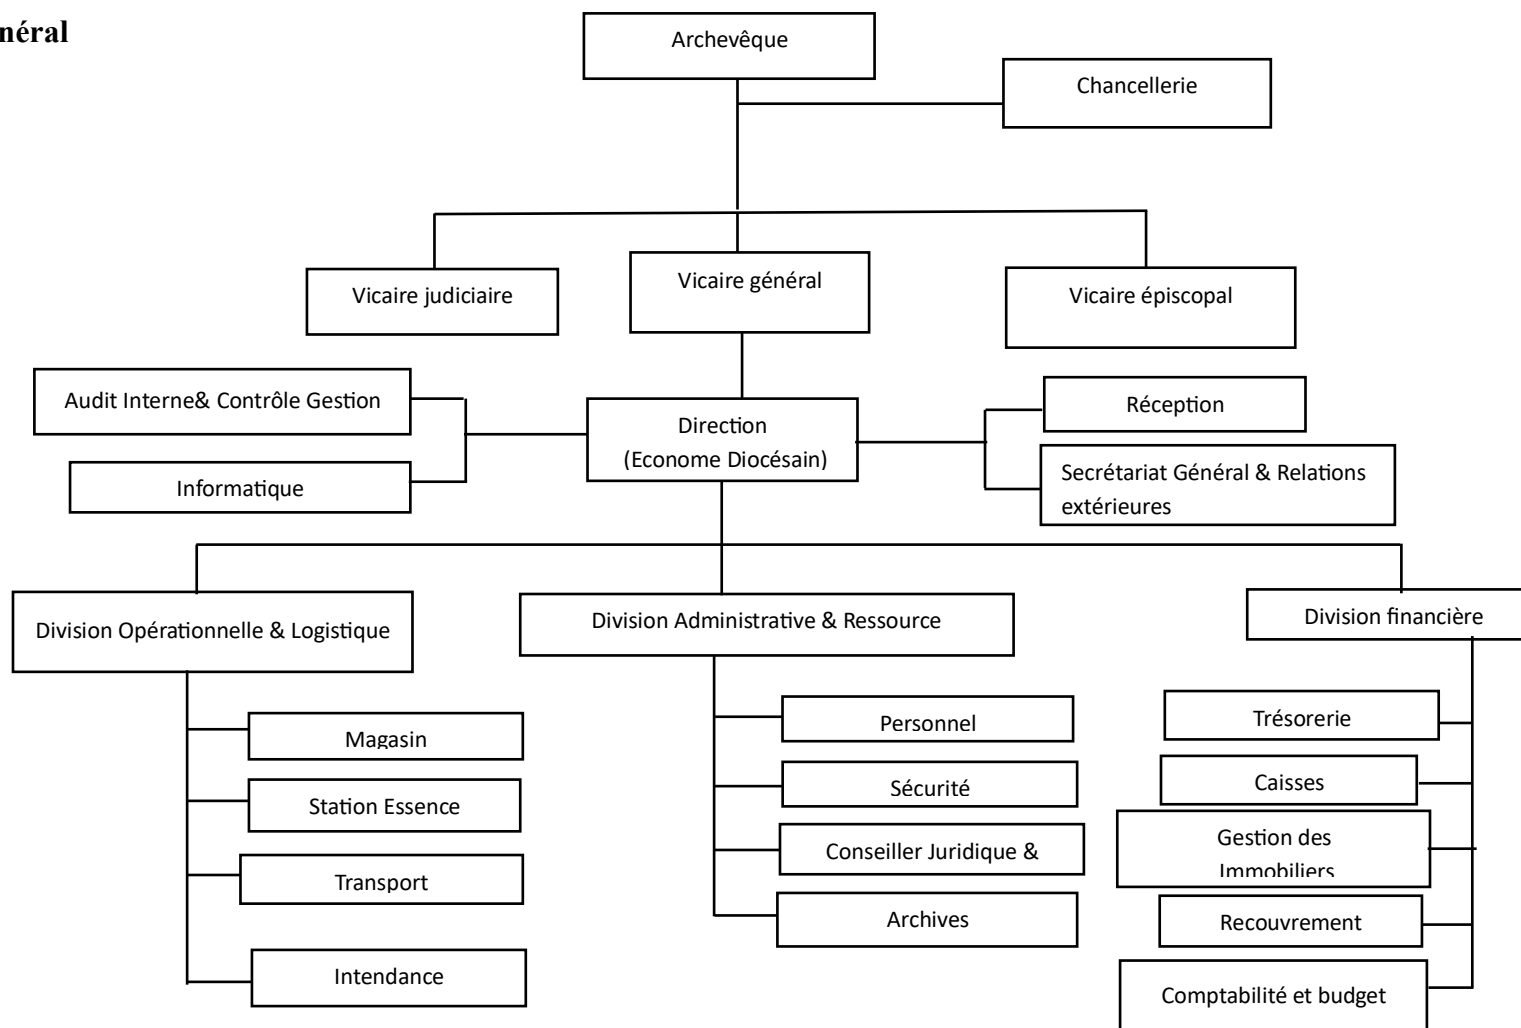 néral
Archevêque
Chancellerie
Vicaire judiciaire
Vicaire général
Vicaire épiscopal
Audit Interne& Contrôle Gestion
Informatique
Direction
(Econome Diocésain)
Réception
Secrétariat Général & Relations
extérieures
Division Opérationnelle & Logistique
Division Administrative & Ressource
Division financière
Magasin
Station Essence
Transport
Intendance
Personnel
Sécurité
Conseiller Juridique &
Archives
Trésorerie
Caisses
Gestion des
Immobiliers
Recouvrement
Comptabilité et budget